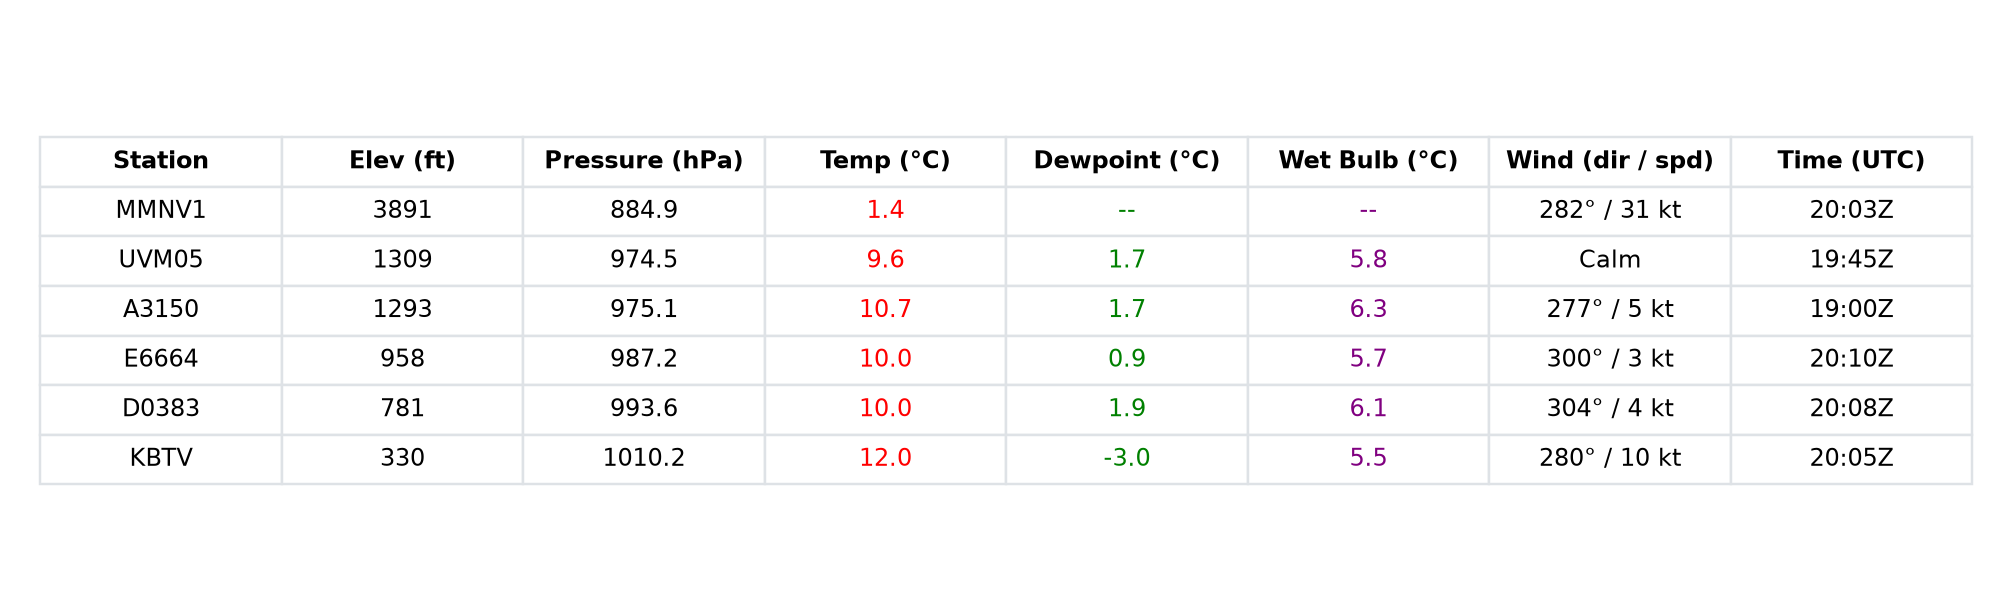 Station Elev (ft) Pressure (hPa) Temp (°C) Dewpoint (°C) Wet Bulb (°C) Wind (dir / spd) Time (UTC)
MMNV1 3891 884.9 1.4 -- -- 282° / 31 kt 20:03Z
UVM05 1309 974.5 9.6 1.7 5.8 Calm 19:45Z
A3150 1293 975.1 10.7 1.7 6.3 277° / 5 kt 19:00Z
E6664 958 987.2 10.0 0.9 5.7 300° / 3 kt 20:10Z
D0383 781 993.6 10.0 1.9 6.1 304° / 4 kt 20:08Z
KBTV 330 1010.2 12.0 -3.0 5.5 280° / 10 kt 20:05Z